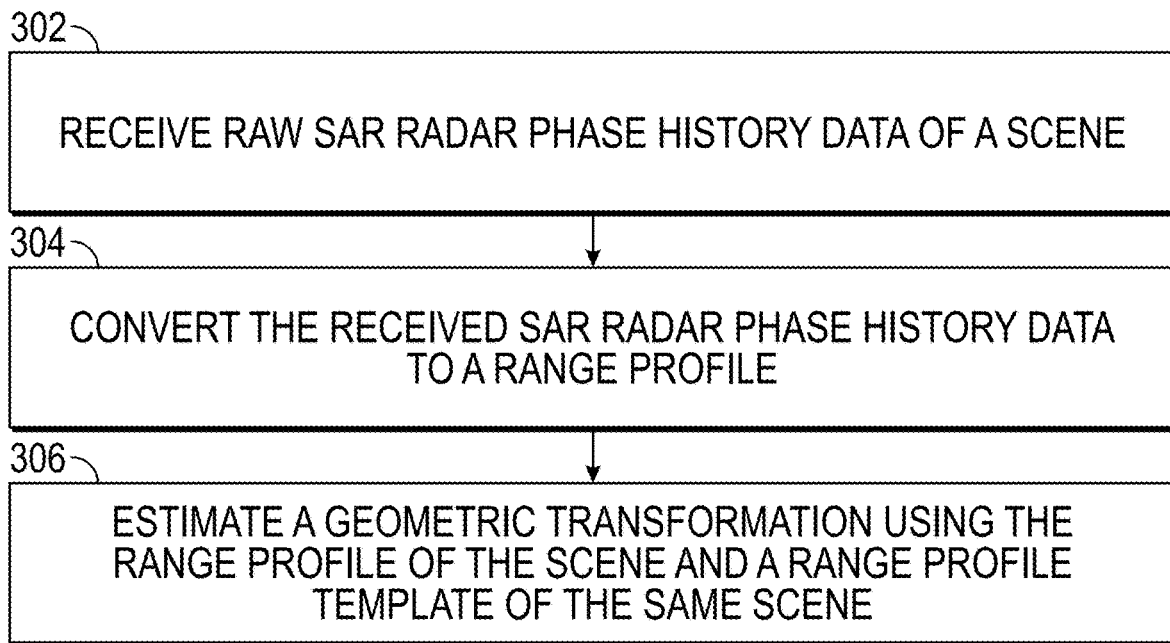 302
RECEIVE RAW SAR RADAR PHASE HISTORY DATA OF A SCENE
304
CONVERT THE RECEIVED SAR RADAR PHASE HISTORY DATA
TO A RANGE PROFILE
306
ESTIMATE A GEOMETRIC TRANSFORMATION USING THE
RANGE PROFILE OF THE SCENE AND A RANGE PROFILE
TEMPLATE OF THE SAME SCENE